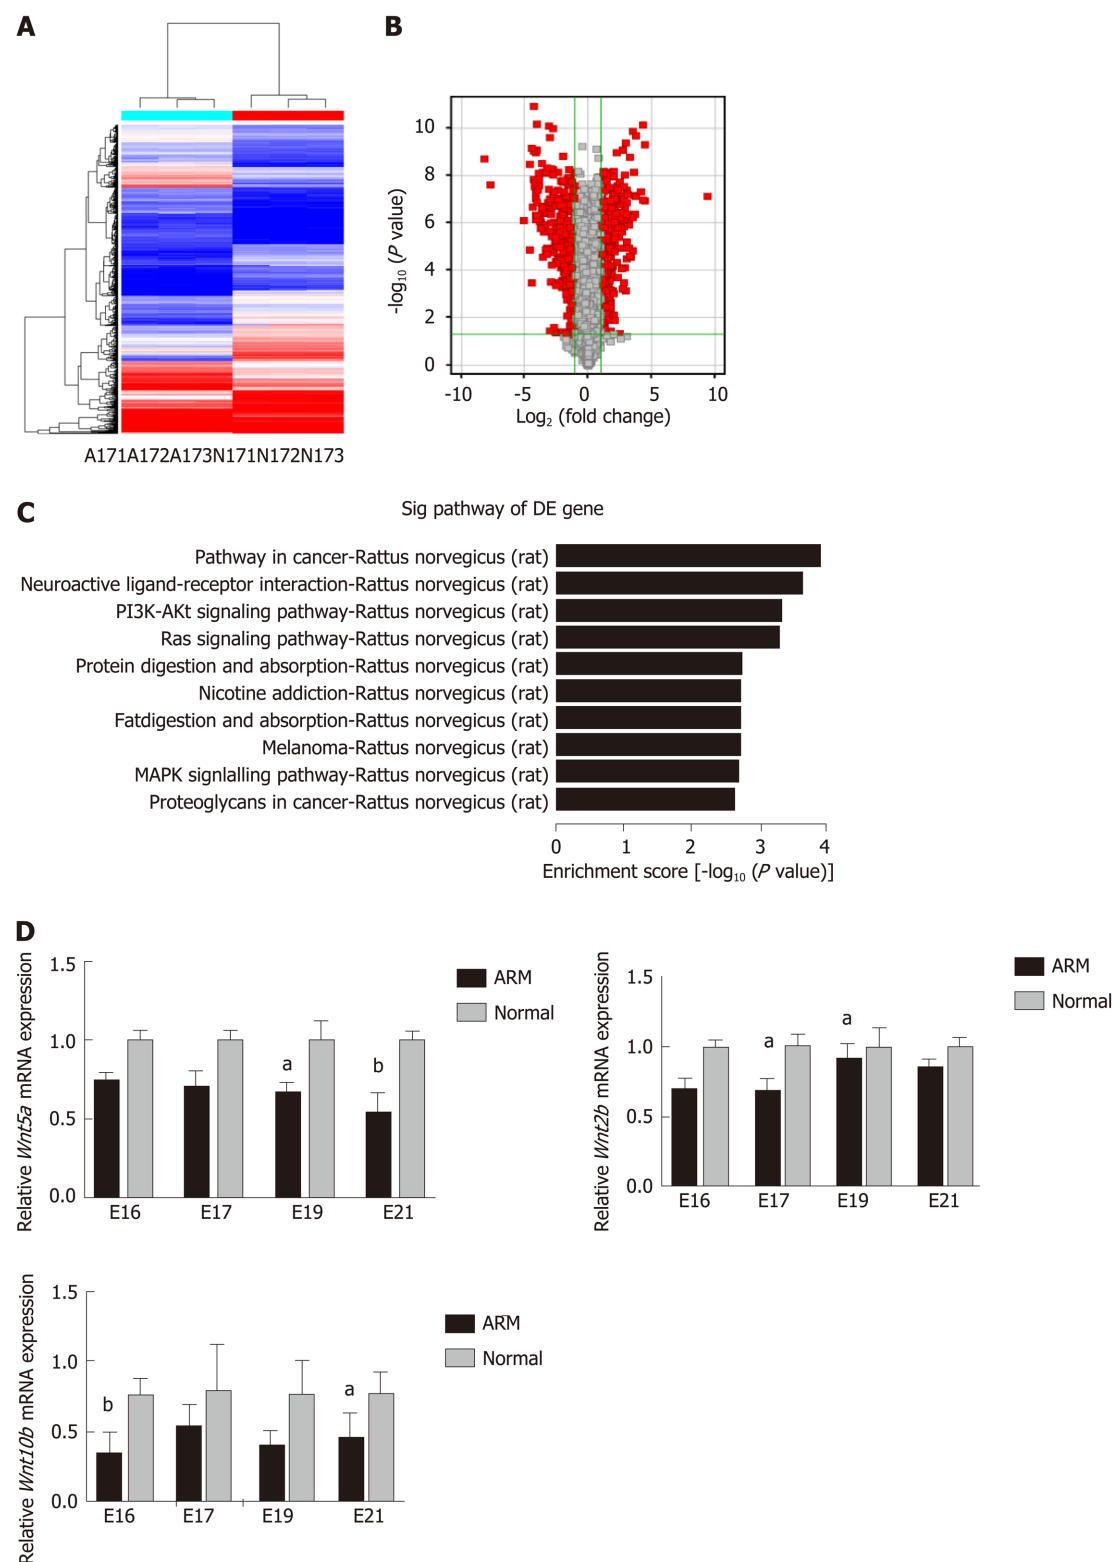 A
B
A171A172A173N171N172N173
-log10 (P value)
10
8
6
4
2
0
-10 -5 0 5 10
Log2 (fold change)
C
Sig pathway of DE gene
Pathway in cancer-Rattus norvegicus (rat)
Neuroactive ligand-receptor interaction-Rattus norvegicus (rat)
PI3K-AKt signaling pathway-Rattus norvegicus (rat)
Ras signaling pathway-Rattus norvegicus (rat)
Protein digestion and absorption-Rattus norvegicus (rat)
Nicotine addiction-Rattus norvegicus (rat)
Fatdigestion and absorption-Rattus norvegicus (rat)
Melanoma-Rattus norvegicus (rat)
MAPK signlalling pathway-Rattus norvegicus (rat)
Proteoglycans in cancer-Rattus norvegicus (rat)
0 1 2 3 4
Enrichment score [-log10 (P value)]
D
Relative Wnt5a mRNA expression
1.5
1.0
0.5
0.0
a
b
E16 E17 E19 E21
ARM
Normal
Relative Wnt2b mRNA expression
1.5
1.0
0.5
0.0
a
a
E16 E17 E19 E21
ARM
Normal
Relative Wnt10b mRNA expression
1.5
1.0
0.5
0.0
b
a
E16 E17 E19 E21
ARM
Normal